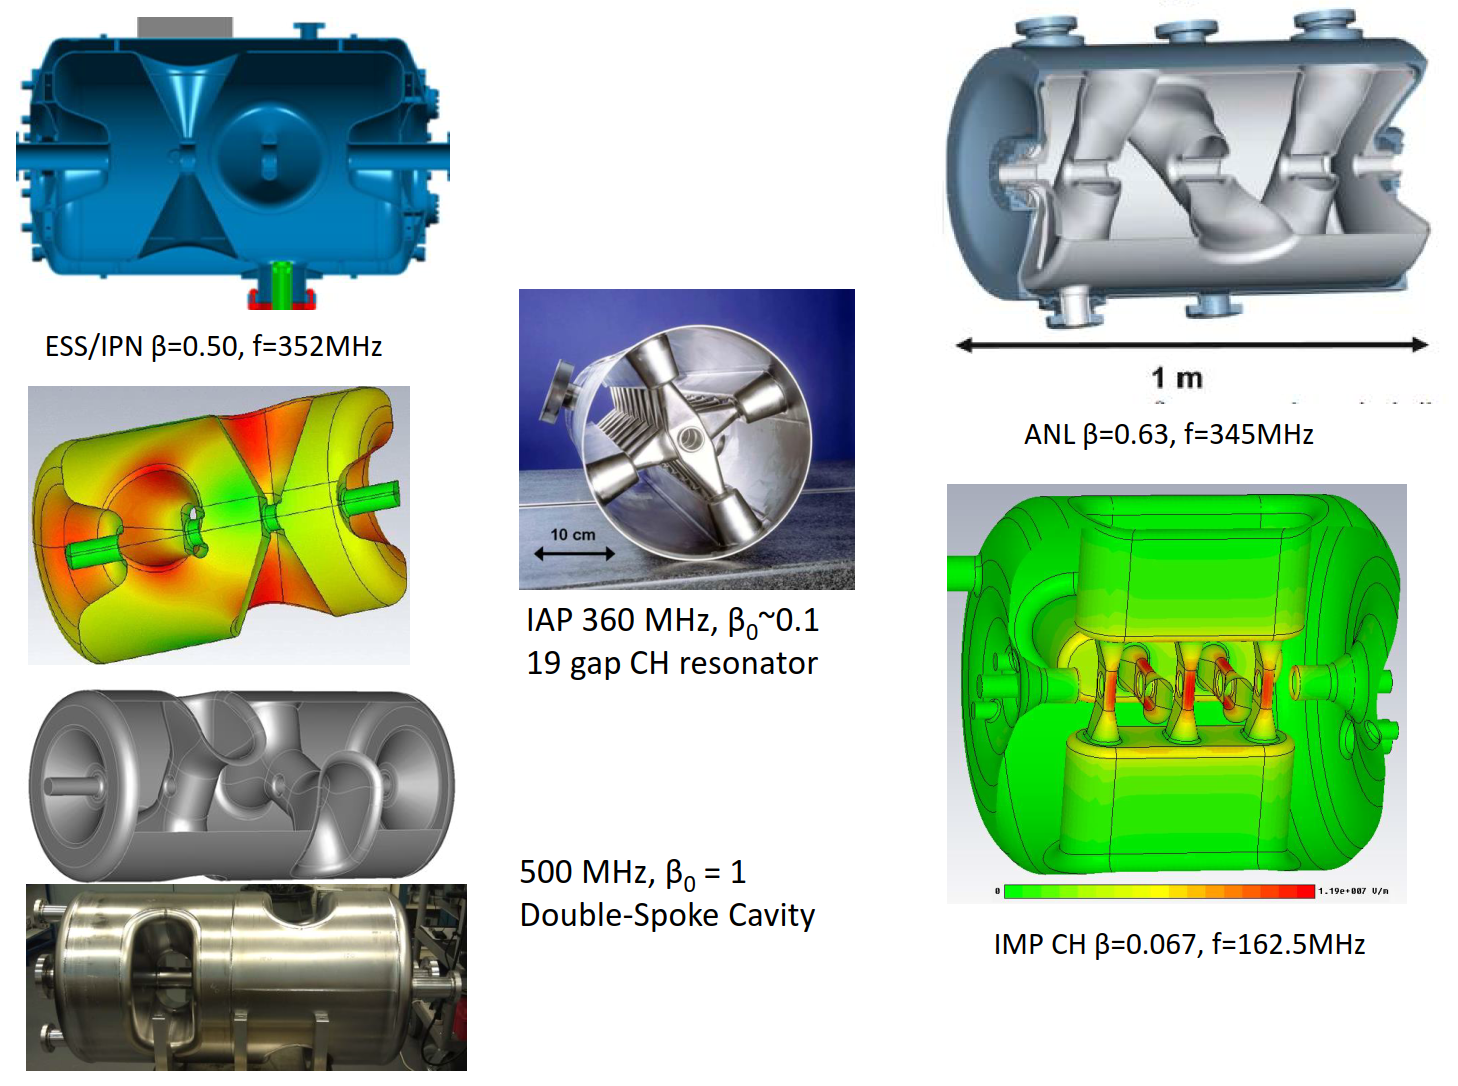 ESS/IPN β=0.50, f=352MHz
1 m
ANL β=0.63, f=345MHz
10 cm
IAP 360 MHz, β0~0.1
19 gap CH resonator
500 MHz, β0 = 1
Double-Spoke Cavity
0 1.19e+007 V/m
IMP CH β=0.067, f=162.5MHz